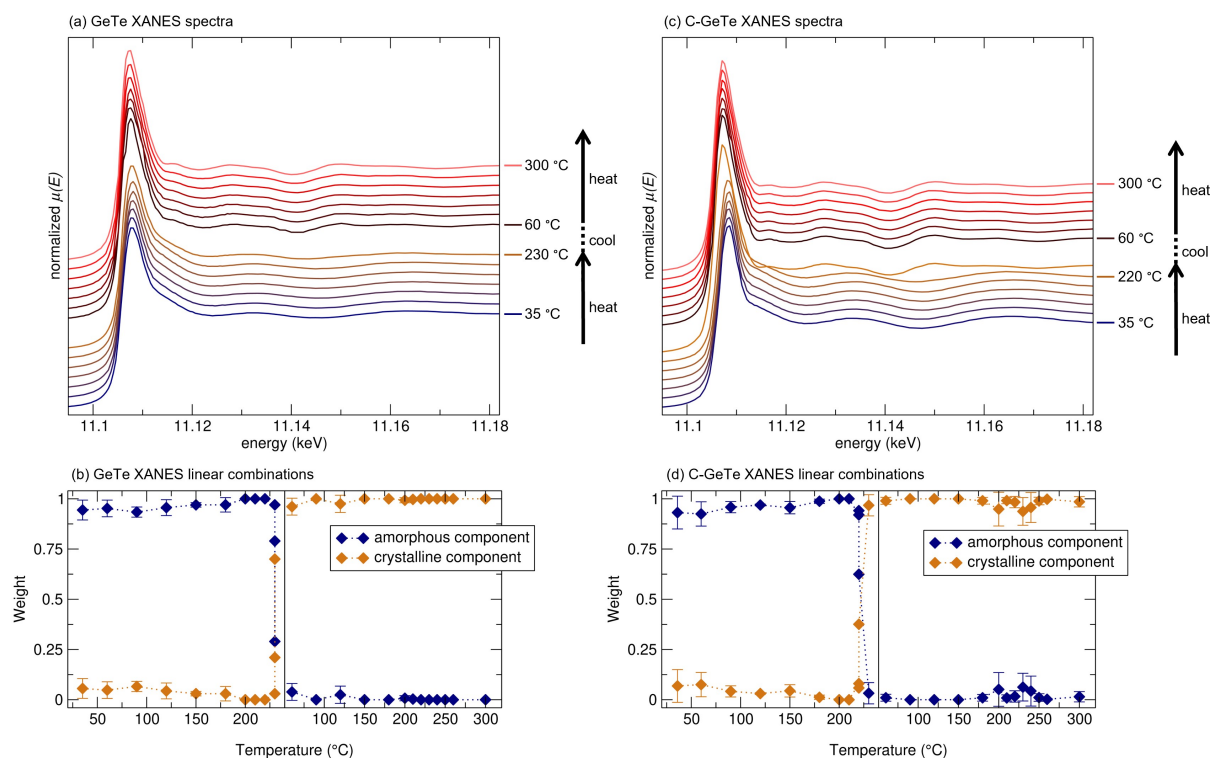 (a) GeTe XANES spectra
normalized μ(E)
300 °C
60 °C
230 °C
35 °C
heat
cool
heat
11.1 11.12 11.14 11.16 11.18
energy (keV)
(c) C-GeTe XANES spectra
normalized μ(E)
300 °C
60 °C
220 °C
35 °C
heat
cool
heat
11.1 11.12 11.14 11.16 11.18
energy (keV)
(b) GeTe XANES linear combinations
Weight
1
0.75
0.5
0.25
0
amorphous component
crystalline component
50 100 150 200 100 150 200 250 300
Temperature (°C)
(d) C-GeTe XANES linear combinations
Weight
1
0.75
0.5
0.25
0
amorphous component
crystalline component
50 100 150 200 100 150 200 250 300
Temperature (°C)